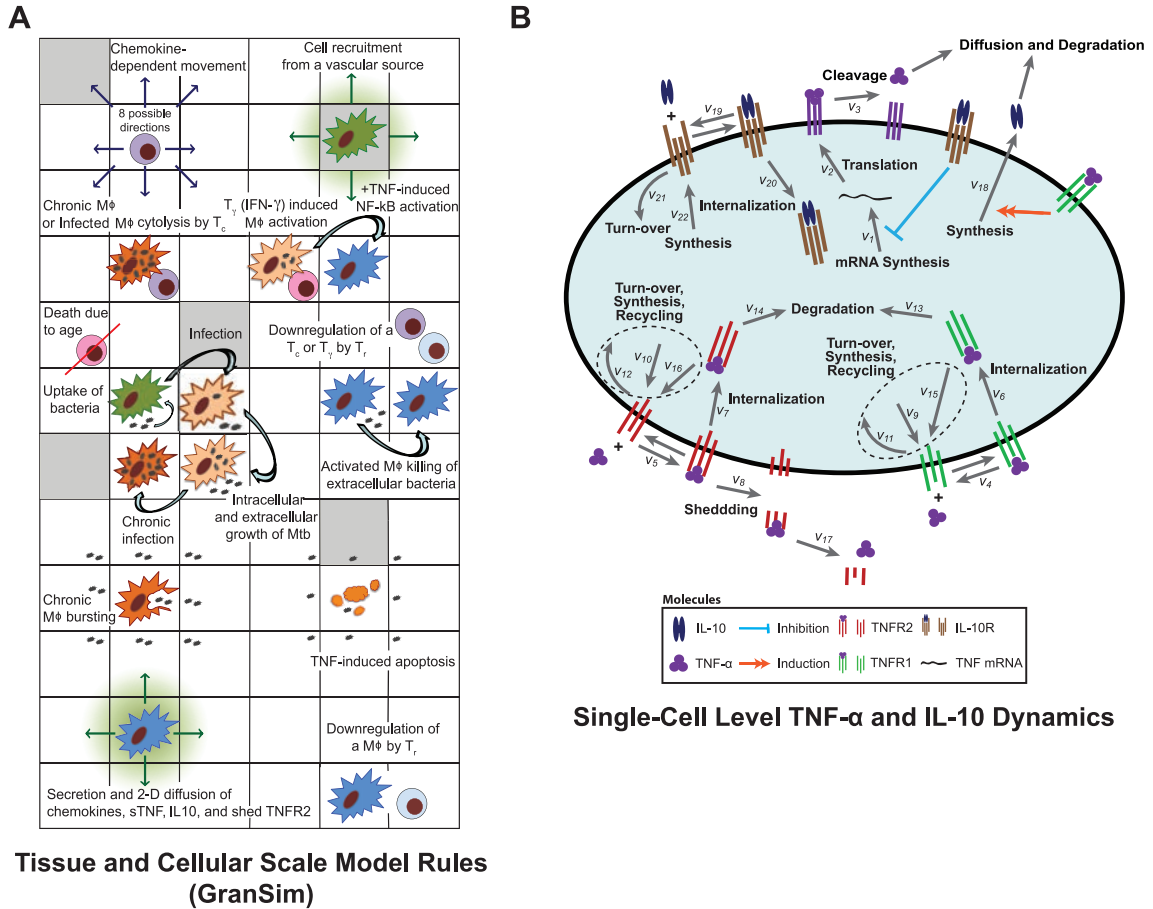 A
Chemokine-
dependent movement
8 possible
directions
Cell recruitment
from a vascular source
Chronic MΦ
or Infected MΦ cytolysis by Tc
Tγ (IFN-γ) induced
MΦ activation
+TNF-induced
NF-kB activation
Death due
to age
Infection
Downregulation of a
Tc or Tγ by Tr
Uptake of
bacteria
Activated MΦ killing of
extracellular bacteria
Intracellular
and extracellular
growth of Mtb
Chronic
infection
Chronic
MΦ bursting
TNF-induced apoptosis
Downregulation of
a MΦ by Tr
Secretion and 2-D diffusion of
chemokines, sTNF, IL10, and shed TNFR2
Tissue and Cellular Scale Model Rules
(GranSim)
B
Diffusion and Degradation
Cleavage
v3
+
v19
v2
Translation
v18
v20
v21
v22
Internalization
Turn-over
Synthesis
v1
mRNA Synthesis
Synthesis
Turn-over,
Synthesis,
Recycling
v14
Degradation
v13
Turn-over,
Synthesis,
Recycling
v10
v12
v16
v15
Internalization
v7
Internalization
v9
v6
v11
+
v5
v8
Sheddding
v4
+
v17
Molecules
IL-10
Inhibition
TNFR2
IL-10R
TNF-α
Induction
TNFR1
TNF mRNA
Single-Cell Level TNF-α and IL-10 Dynamics